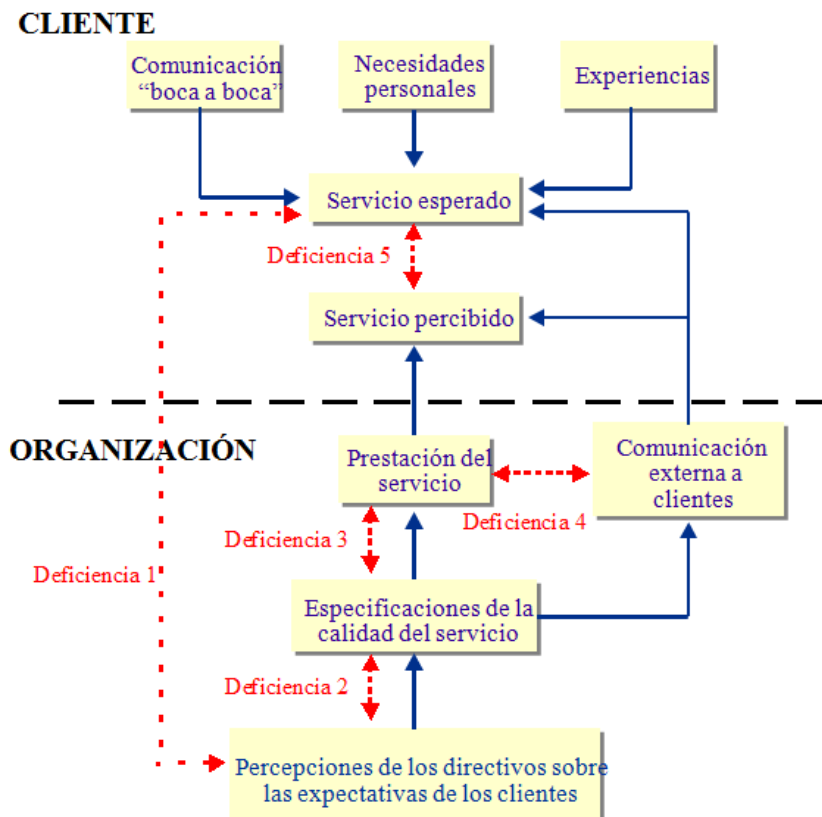 CLIENTE
Comunicación
“boca a boca”
Necesidades
personales
Experiencias
Servicio esperado
Deficiencia 5
Servicio percibido
ORGANIZACIÓN
Prestación del
servicio
Comunicación
externa a
clientes
Deficiencia 4
Deficiencia 3
Deficiencia 1
Especificaciones de la
calidad del servicio
Deficiencia 2
Percepciones de los directivos sobre
las expectativas de los clientes